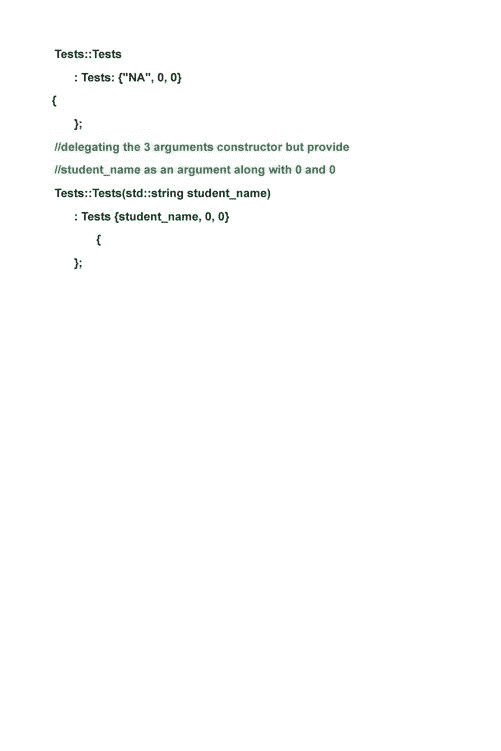 Tests::Tests
: Tests: {"NA", 0, 0}
{
};
//delegating the 3 arguments constructor but provide
//student_name as an argument along with 0 and 0
Tests::Tests(std::string student_name)
: Tests {student_name, 0, 0}
{
};